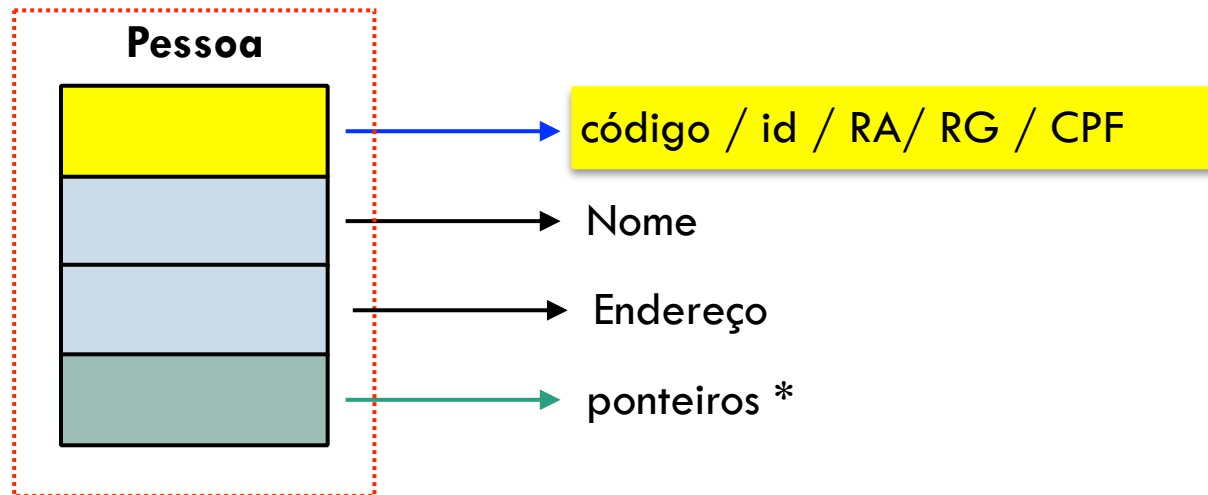 Pessoa
código / id / RA/ RG / CPF
Nome
Endereço
ponteiros *